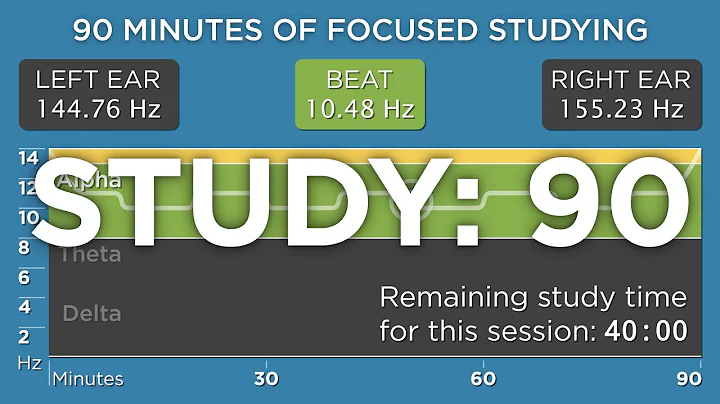 90 MINUTES OF FOCUSED STUDYING
LEFT EAR
144.76 Hz
BEAT
10.48 Hz
RIGHT EAR
155.23 Hz
14
12
10
8
6
4
2
Hz
Alpha
STUDY: 90
Theta
Delta
Remaining study time
for this session: 40:00
Minutes
30
60
90